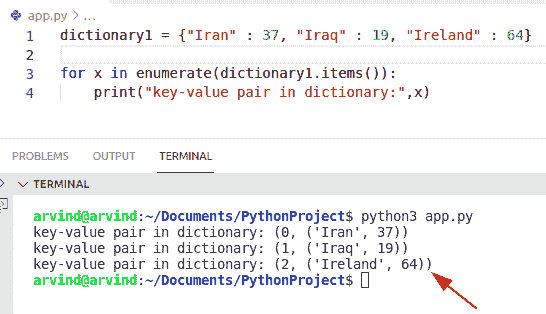 app.py > ...
1 dictionary1 = {"Iran" : 37, "Iraq" : 19, "Ireland" : 64}
2
3 for x in enumerate(dictionary1.items()):
4     print("key-value pair in dictionary:",x)
PROBLEMS OUTPUT TERMINAL
TERMINAL
arvind@arvind:~/Documents/PythonProject$ python3 app.py
key-value pair in dictionary: (0, ('Iran', 37))
key-value pair in dictionary: (1, ('Iraq', 19))
key-value pair in dictionary: (2, ('Ireland', 64))
arvind@arvind:~/Documents/PythonProject$